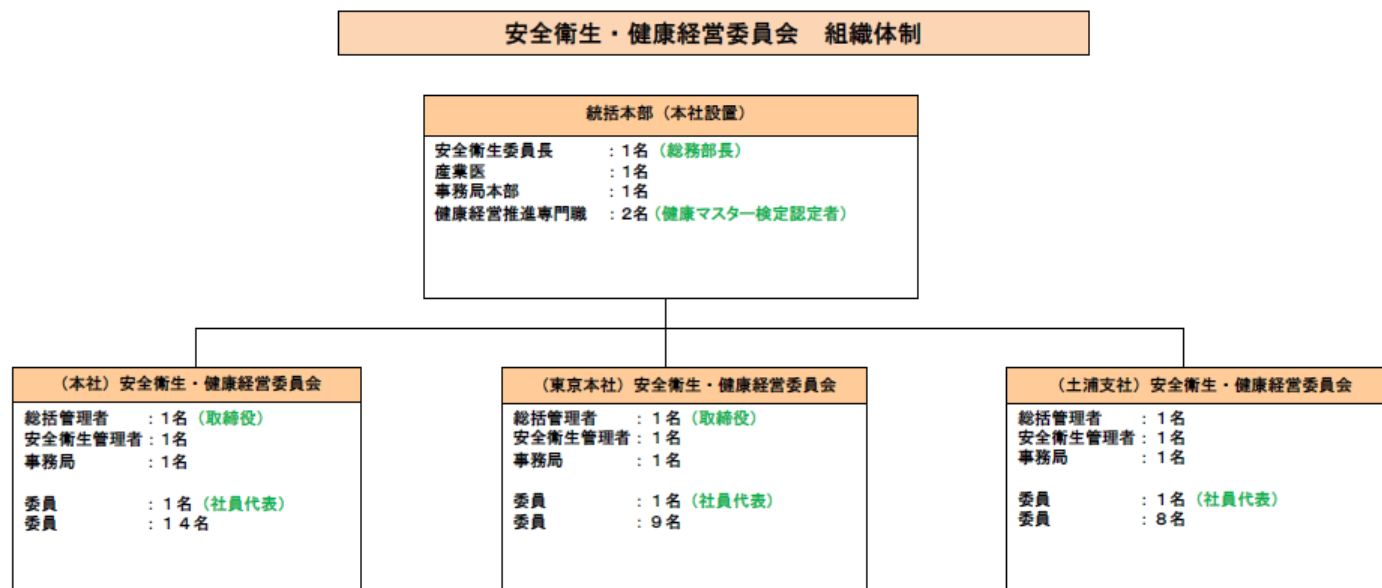 安全衛生・健康経営委員会　組織体制
統括本部（本社設置）
安全衛生委員長　：１名（総務部長）
産業医　：１名
事務局本部　：１名
健康経営推進専門職　：２名（健康マスター検定認定者）
（本社）安全衛生・健康経営委員会
総括管理者　：１名（取締役）
安全衛生管理者：１名
事務局　：１名
委員　：１名（社員代表）
委員　：１４名
（東京本社）安全衛生・健康経営委員会
総括管理者　：１名（取締役）
安全衛生管理者：１名
事務局　：１名
委員　：１名（社員代表）
委員　：９名
（土浦支社）安全衛生・健康経営委員会
総括管理者　：１名
安全衛生管理者：１名
事務局　：１名
委員　：１名（社員代表）
委員　：８名